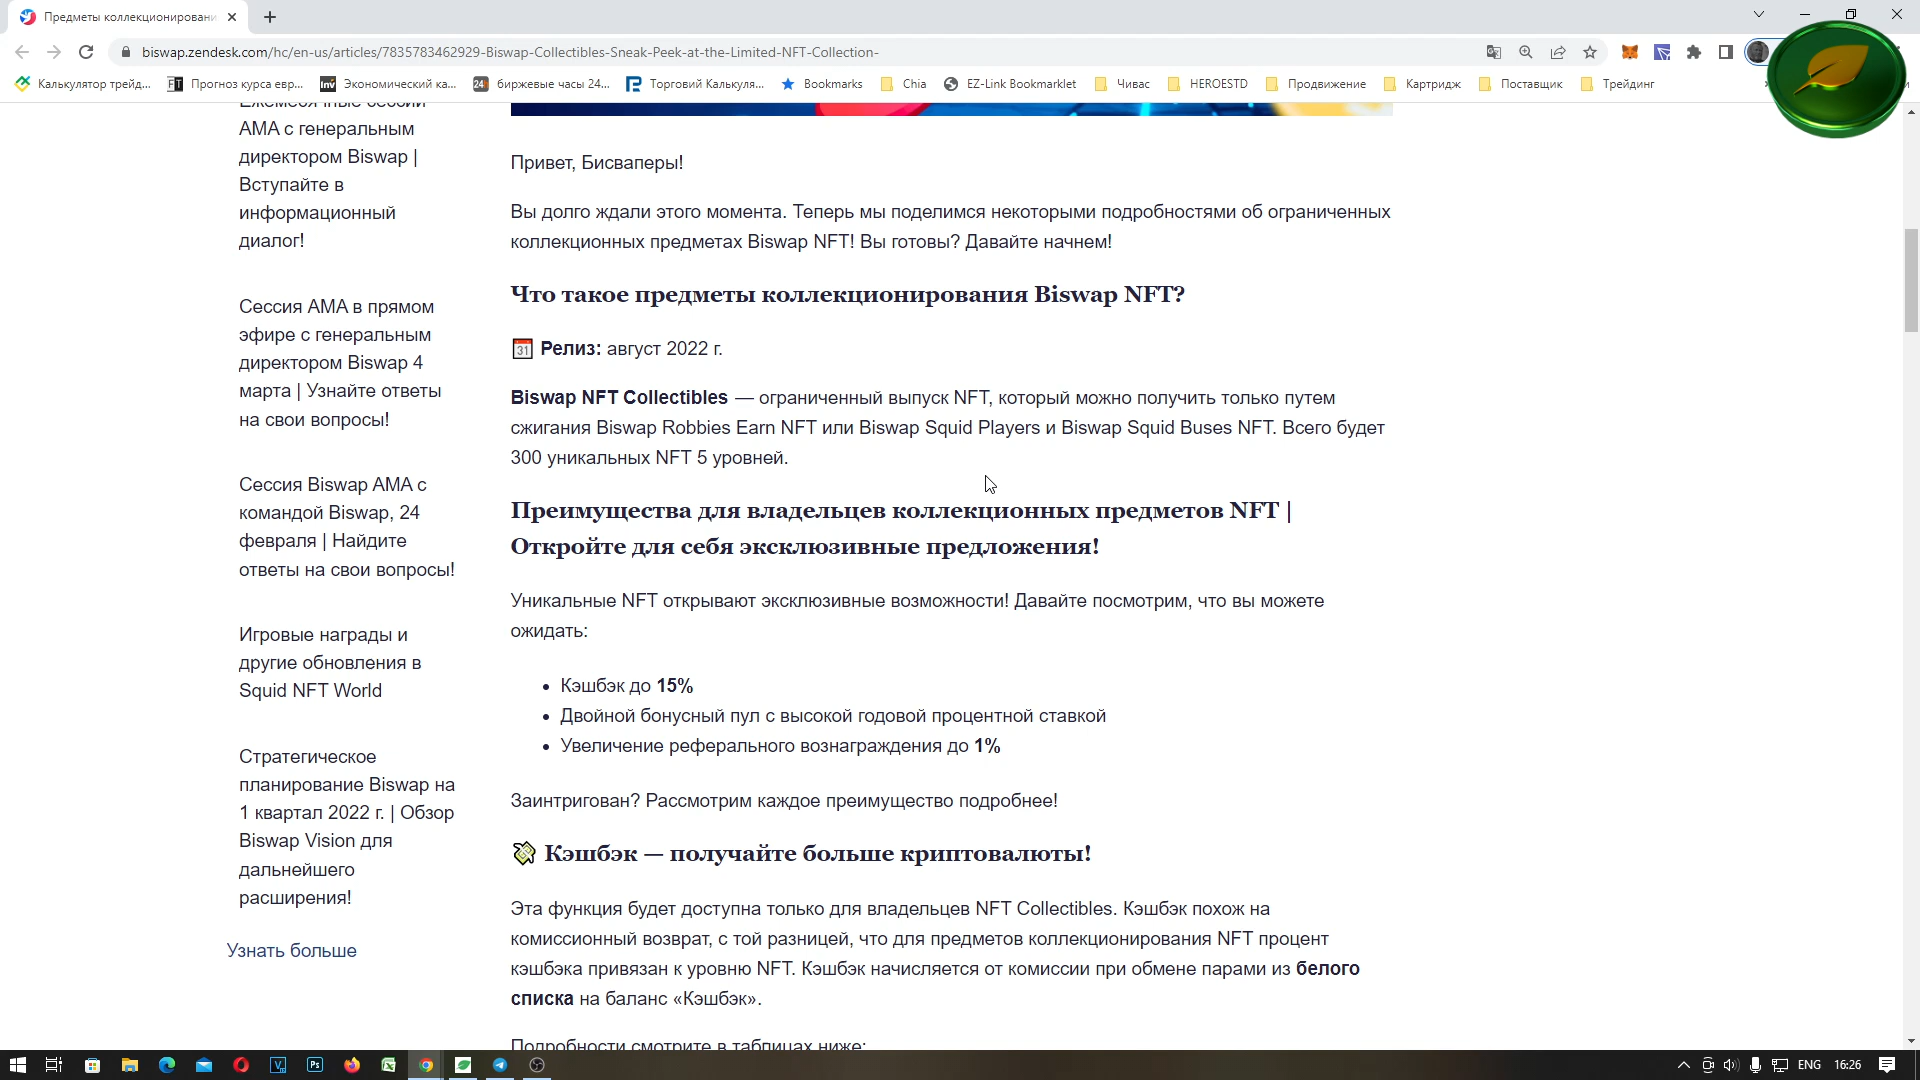 Предметы коллекционировани
biswap.zendesk.com/hc/en-us/articles/7835783462929-Biswap-Collectibles-Sneak-Peek-at-the-Limited-NFT-Collection-
Калькулятор трейд...
Прогноз курса евр...
Экономический ка...
биржевые часы 24...
Торговий Калькуля...
Bookmarks
Chia
EZ-Link Bookmarklet
Чивас
HEROESTD
Продвижение
Картридж
Поставщик
Трейдинг
Ежемесячные сессии
AMA с генеральным
директором Biswap |
Вступайте в
информационный
диалог!
Сессия AMA в прямом
эфире с генеральным
директором Biswap 4
марта | Узнайте ответы
на свои вопросы!
Сессия Biswap AMA с
командой Biswap, 24
февраля | Найдите
ответы на свои вопросы!
Игровые награды и
другие обновления в
Squid NFT World
Стратегическое
планирование Biswap на
1 квартал 2022 г. | Обзор
Biswap Vision для
дальнейшего
расширения!
Узнать больше
Привет, Бисваперы!
Вы долго ждали этого момента. Теперь мы поделимся некоторыми подробностями об ограниченных
коллекционных предметах Biswap NFT! Вы готовы? Давайте начнем!
Что такое предметы коллекционирования Biswap NFT?
31 Релиз: август 2022 г.
Biswap NFT Collectibles — ограниченный выпуск NFT, который можно получить только путем
сжигания Biswap Robbies Earn NFT или Biswap Squid Players и Biswap Squid Buses NFT. Всего будет
300 уникальных NFT 5 уровней.
Преимущества для владельцев коллекционных предметов NFT |
Откройте для себя эксклюзивные предложения!
Уникальные NFT открывают эксклюзивные возможности! Давайте посмотрим, что вы можете
ожидать:
• Кэшбэк до 15%
• Двойной бонусный пул с высокой годовой процентной ставкой
• Увеличение реферального вознаграждения до 1%
Заинтригован? Рассмотрим каждое преимущество подробнее!
Кэшбэк — получайте больше криптовалюты!
Эта функция будет доступна только для владельцев NFT Collectibles. Кэшбэк похож на
комиссионный возврат, с той разницей, что для предметов коллекционирования NFT процент
кэшбэка привязан к уровню NFT. Кэшбэк начисляется от комиссии при обмене парами из белого
списка на баланс «Кэшбэк».
Подробности смотрите в таблицах ниже:
ENG 16:26